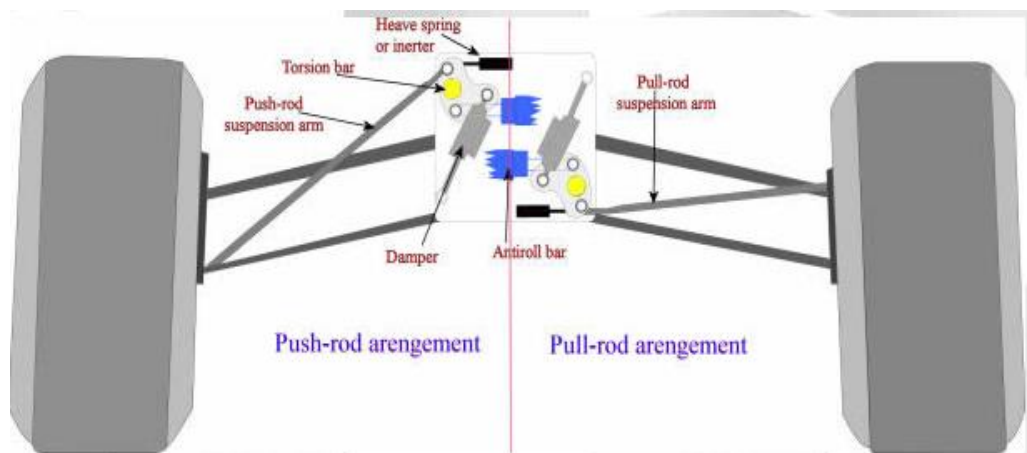 Heave spring
or inerter
Torsion bar
Push-rod
suspension arm
Pull-rod
suspension arm
Damper
Antiroll bar
Push-rod arengement
Pull-rod arengement